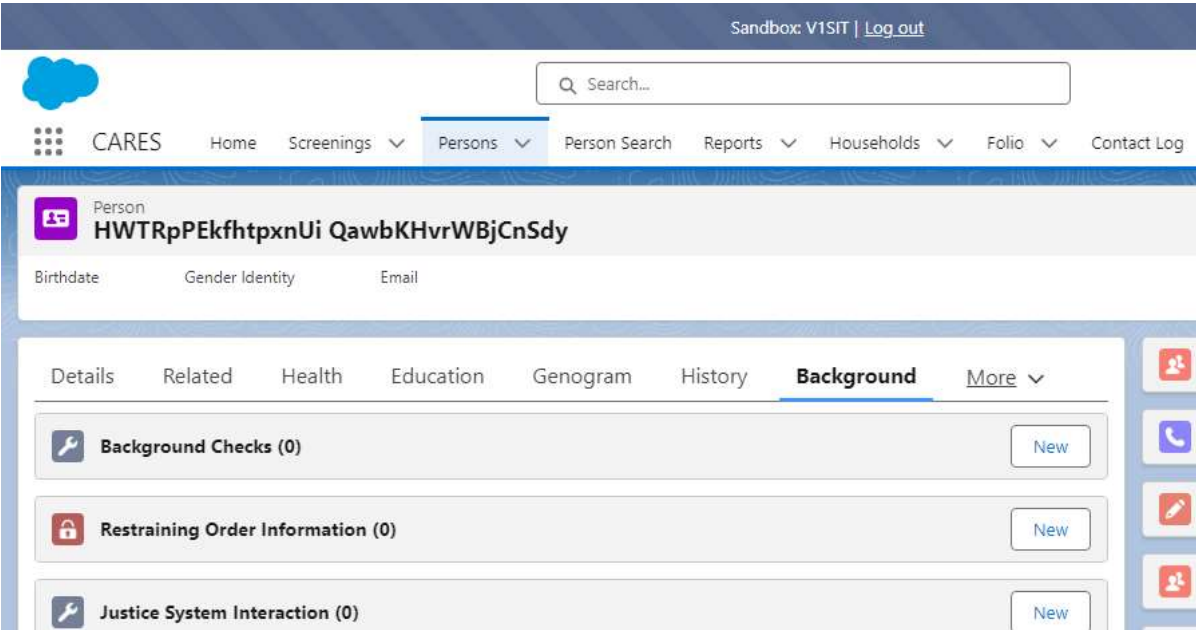 Sandbox: V1SIT | Log out
Search...
CARES Home Screenings Persons Person Search Reports Households Folio Contact Log
Person
HWTRpPEkfhtpxnUi QawbKHvrWBjCnSdy
Birthdate Gender Identity Email
Details Related Health Education Genogram History Background More
Background Checks (0) New
Restraining Order Information (0) New
Justice System Interaction (0) New